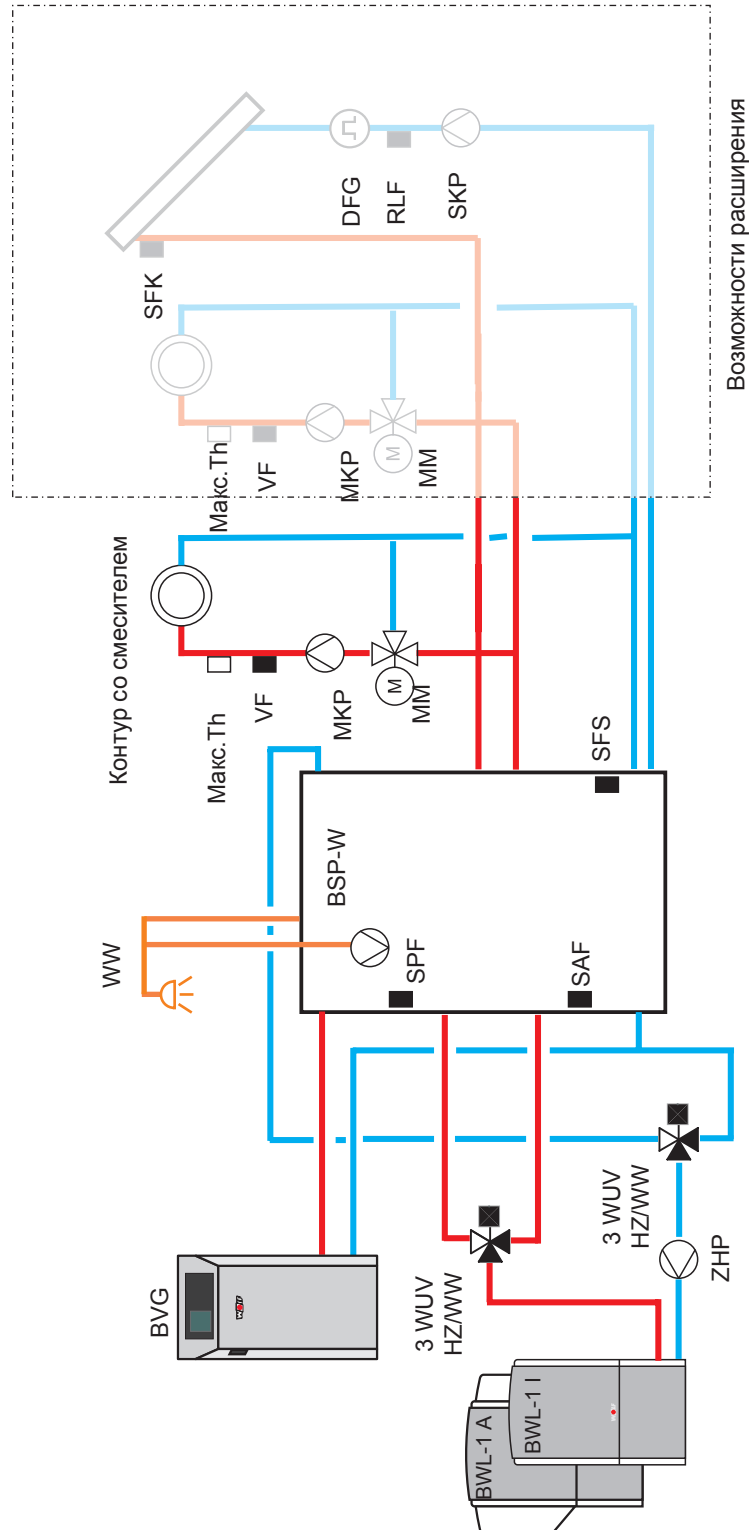 BVG
WOLF
BWL-1 A
BWL-1 I
3 WUV
HZ/WW
3 WUV
HZ/WW
ZHP
WW
BSP-W
SPF
SAF
SFS
Контур со смесителем
Макс.Th
VF
MKP
M
MM
Макс.Th
VF
MKP
M
MM
SFK
DFG
RLF
SKP
Возможности расширения